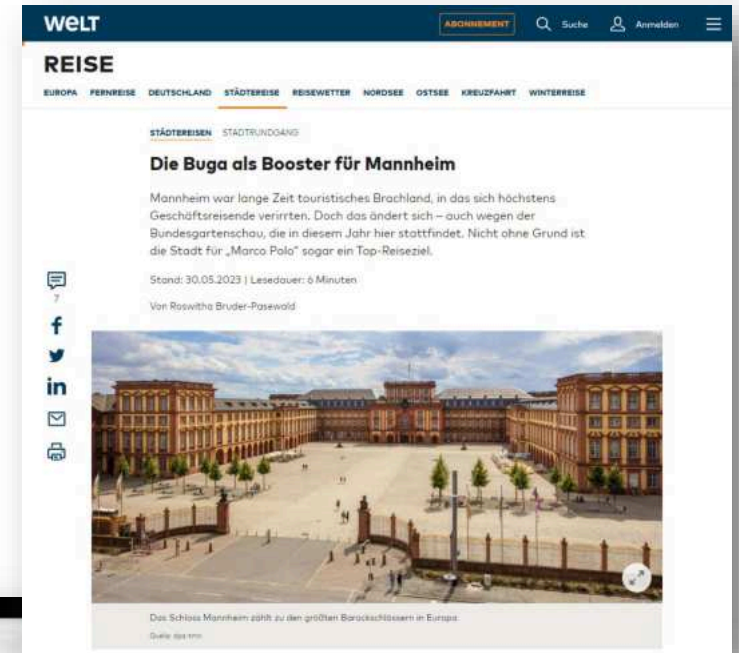 WELT
ABONNEMENT Suche Anmelden
REISE
EUROPA FERNREISE DEUTSCHLAND STÄDTEREISE REISEWETTER NORDSEE OSTSEE KREUZFAHRT WINTERREISE
STÄDTEREISEN STADTRUNDGANG
Die Buga als Booster für Mannheim
Mannheim war lange Zeit touristisches Brachland, in das sich höchstens
Geschäftsreisende verirrten. Doch das ändert sich – auch wegen der
Bundesgartenschau, die in diesem Jahr hier stattfindet. Nicht ohne Grund ist
die Stadt für „Marco Polo“ sogar ein Top-Reiseziel.
Stand: 30.05.2023 | Lesedauer: 6 Minuten
7
Von Roswitha Bruder-Pasewald
Das Schloss Mannheim zählt zu den größten Barockschlössern in Europa
Quelle: dpa-tmn